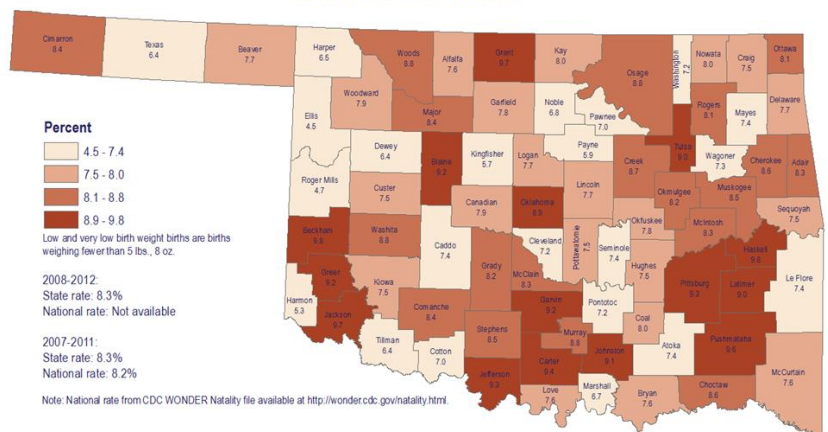 Cimarron
8.4
Texas
6.4
Beaver
7.7
Harper
6.5
Woods
8.8
Alfalfa
7.6
Grant
9.7
Kay
8.0
Osage
8.8
Washington
7.2
Nowata
8.0
Craig
7.5
Ottawa
8.1
Ellis
4.5
Woodward
7.9
Major
8.4
Garfield
7.8
Noble
6.8
Pawnee
7.0
Rogers
8.1
Mayes
7.4
Delaware
7.7
Percent
4.5 - 7.4
7.5 - 8.0
8.1 - 8.8
8.9 - 9.8
Dewey
6.4
Blaine
9.2
Kingfisher
Logan
7.7
Payne
5.9
Creek
8.7
Tulsa
9.0
Wagoner
7.3
Cherokee
8.6
Adair
8.3
Roger Mills
4.7
Custer
7.5
Canadian
7.9
Oklahoma
8.9
Lincoln
7.7
Okmulgee
8.2
Muskogee
8.5
Sequoyah
7.5
Beckham
Washita
8.8
Caddo
7.4
Cleveland
7.2
Pottawatomie
7.5
Seminole
7.4
Okfuskee
7.8
McIntosh
8.3
Haskell
Low and very low birth weight births are births
weighing fewer than 5 lbs., 8 oz.
2008-2012:
State rate: 8.3%
National rate: Not available
2007-2011:
State rate: 8.3%
National rate: 8.2%
Greer
9.2
Kiowa
7.5
Grady
8.2
McClain
8.3
Hughes
7.5
Pittsburg
Latimer
Le Flore
7.4
Harmon
5.3
Jackson
9.7
Comanche
8.4
Garvin
9.2
Pontotoc
7.2
Coal
8.0
Tillman
6.4
Cotton
7.0
Stephens
8.5
Murray
8.8
Johnston
9.1
Atoka
7.4
Pushmataha
Jefferson
9.3
Carter
9.4
Love
7.6
Marshall
6.7
Bryan
7.6
Choctaw
8.6
McCurtain
7.6
Note: National rate from CDC WONDER Natality file available at http://wonder.cdc.gov/natality.html.